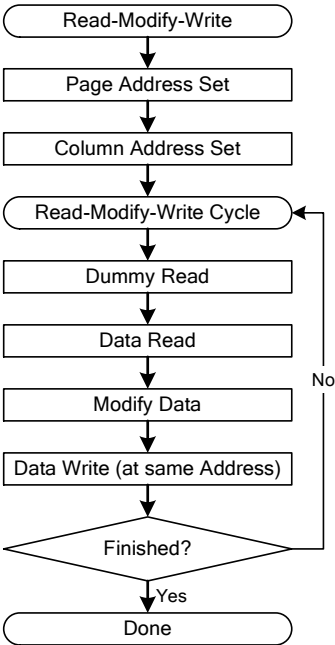 Read-Modify-Write
Page Address Set
Column Address Set
Read-Modify-Write Cycle
Dummy Read
Data Read
No
Modify Data
Data Write (at same Address)
Finished?
Yes
Done